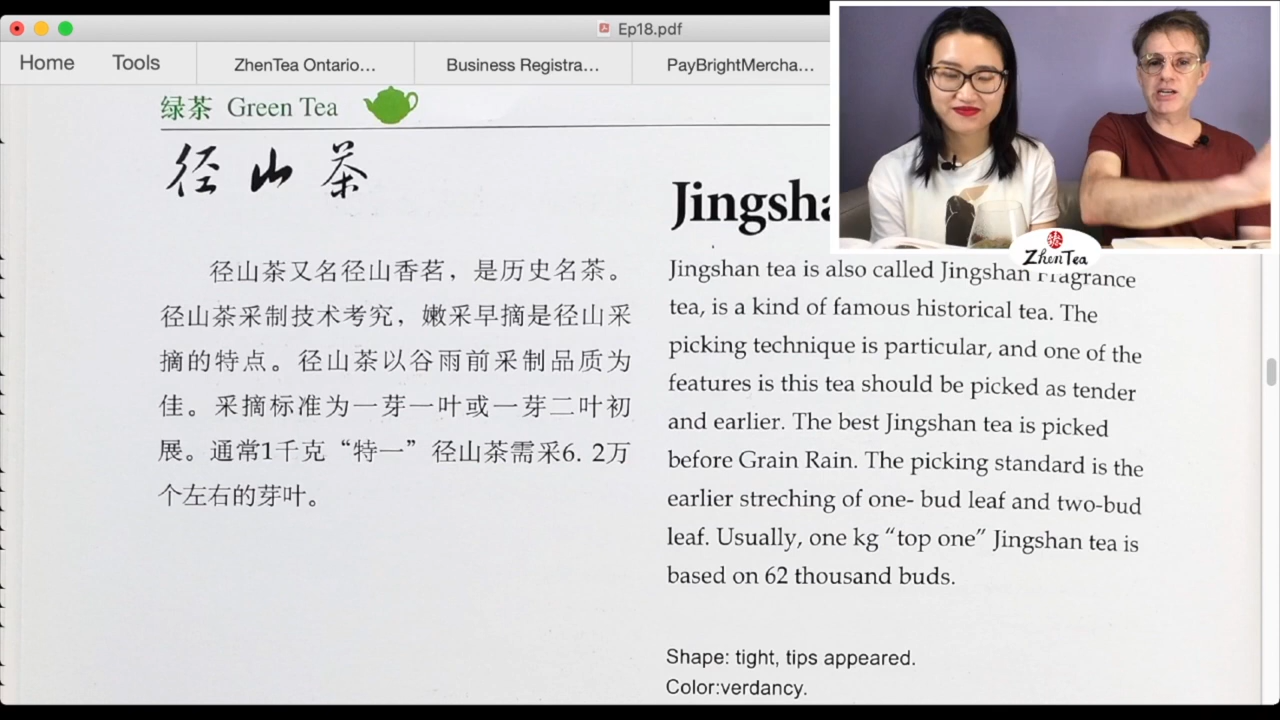 Ep18.pdf
Home
Tools
ZhenTea Ontario...
Business Registra...
PayBrightMercha...
绿茶 Green Tea
径山茶
Jingsha
径山茶又名径山香茗，是历史名茶。
径山茶采制技术考究，嫩采早摘是径山采
摘的特点。径山茶以谷雨前采制品质为
佳。采摘标准为一芽一叶或一芽二叶初
展。通常1千克“特一”径山茶需采6. 2万
个左右的芽叶。
Jingshan tea is also called Jingshan Fragrance
tea, is a kind of famous historical tea. The
picking technique is particular, and one of the
features is this tea should be picked as tender
and earlier. The best Jingshan tea is picked
before Grain Rain. The picking standard is the
earlier streching of one- bud leaf and two-bud
leaf. Usually, one kg “top one” Jingshan tea is
based on 62 thousand buds.
Shape: tight, tips appeared.
Color:verdancy.
ZhenTea